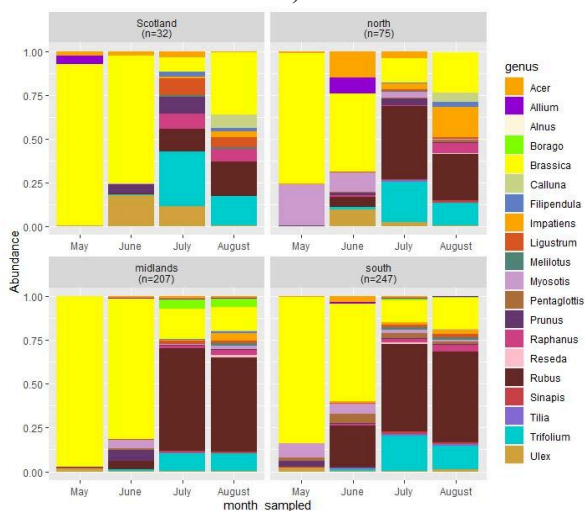 Scotland
(n=32)
north
(n=75)
1.00
0.75
0.50
0.25
0.00
May June July August
May June July August
Abundance
midlands
(n=207)
south
(n=247)
1.00
0.75
0.50
0.25
0.00
May June July August
May June July August
month_sampled
genus
Acer
Allium
Alnus
Borago
Brassica
Calluna
Filipendula
Impatiens
Ligustrum
Melilotus
Myosotis
Pentaglottis
Prunus
Raphanus
Reseda
Rubus
Sinapis
Tilia
Trifolium
Ulex